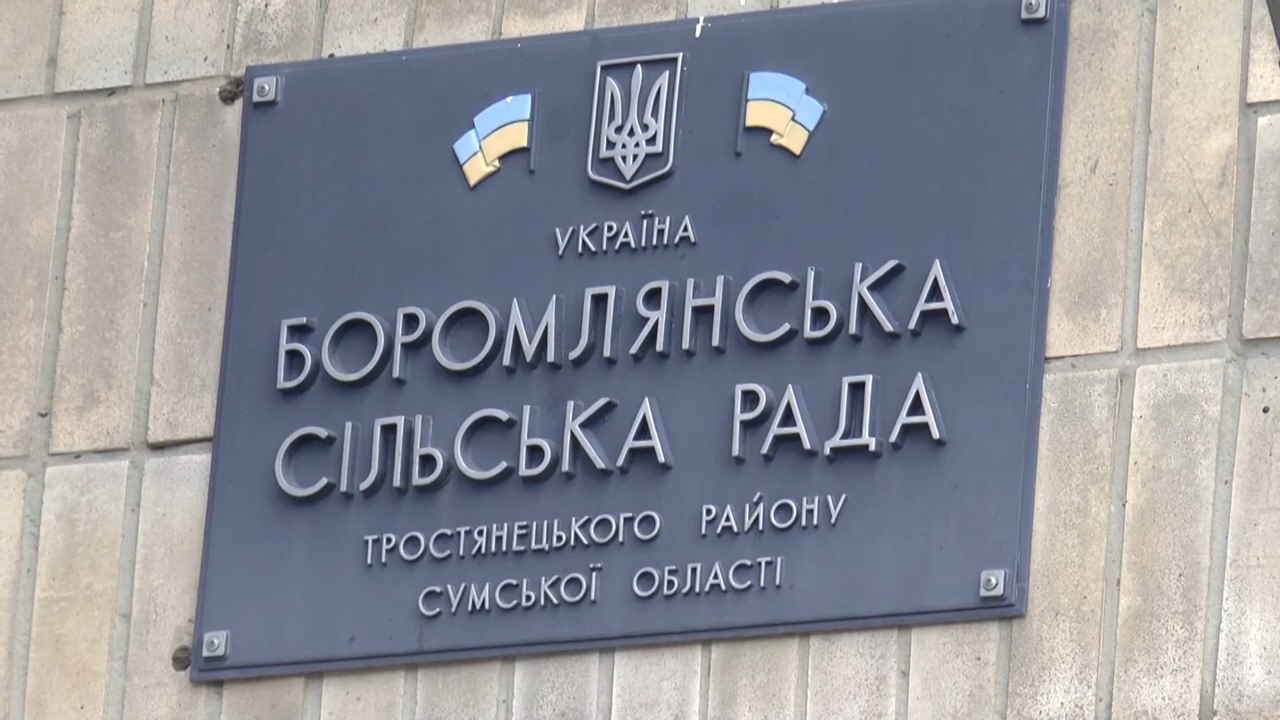 УКРАЇНА
БОРОМЛЯНСЬКА
СІЛЬСЬКА РАДА
ТРОСТЯНЕЦЬКОГО РАЙОНУ
СУМСЬКОЇ ОБЛАСТІ